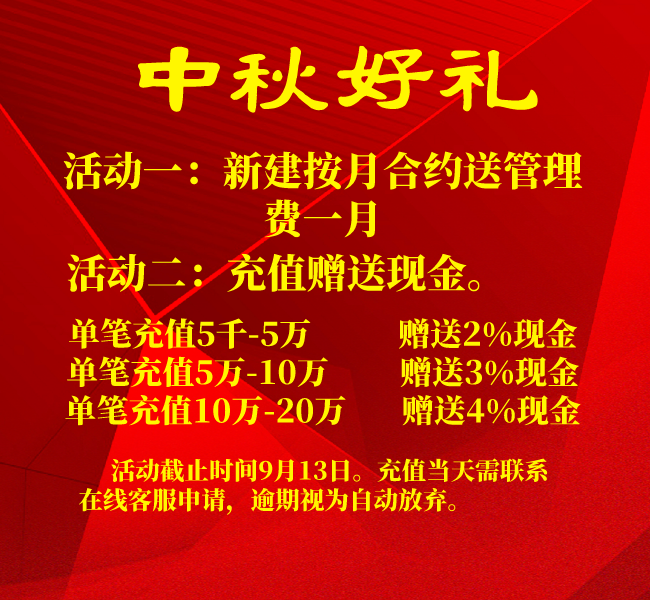 中秋好礼
活动一：新建按月合约送管理
费一月
活动二：充值赠送现金。
单笔充值5千-5万 赠送2%现金
单笔充值5万-10万 赠送3%现金
单笔充值10万-20万 赠送4%现金
活动截止时间9月13日。充值当天需联系
在线客服申请，逾期视为自动放弃。